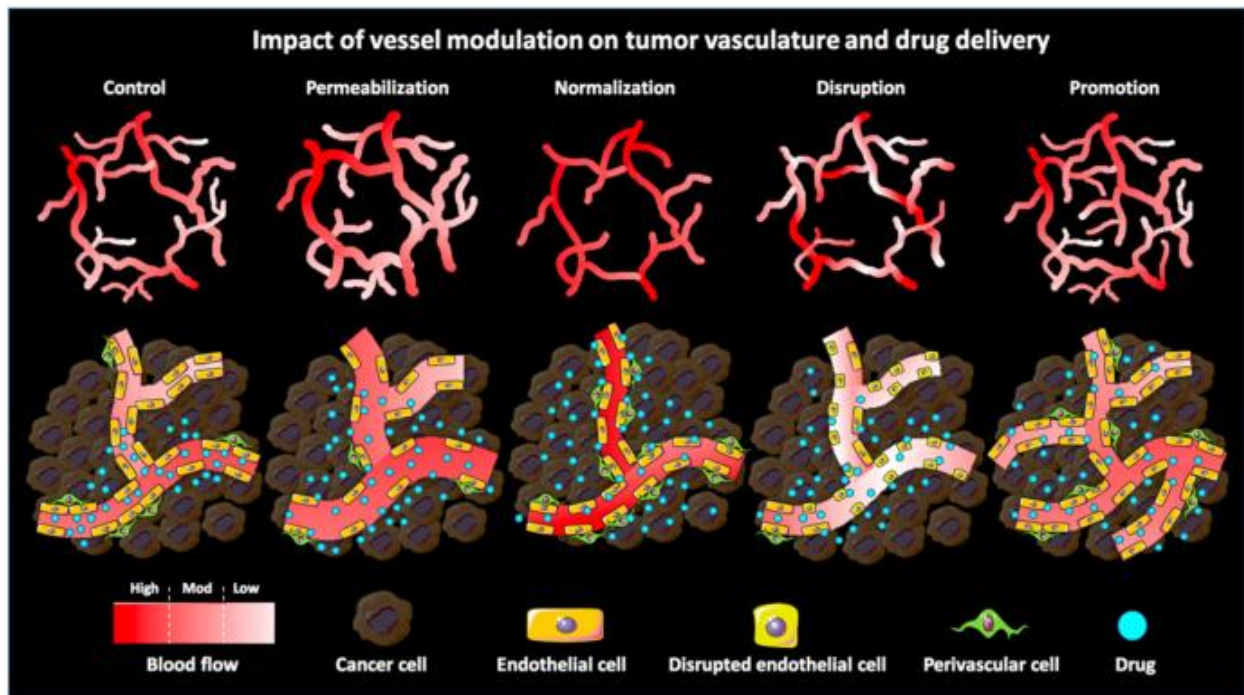 Impact of vessel modulation on tumor vasculature and drug delivery
Control
Permeabilization
Normalization
Disruption
Promotion
High
Mod
Low
Blood flow
Cancer cell
Endothelial cell
Disrupted endothelial cell
Perivascular cell
Drug